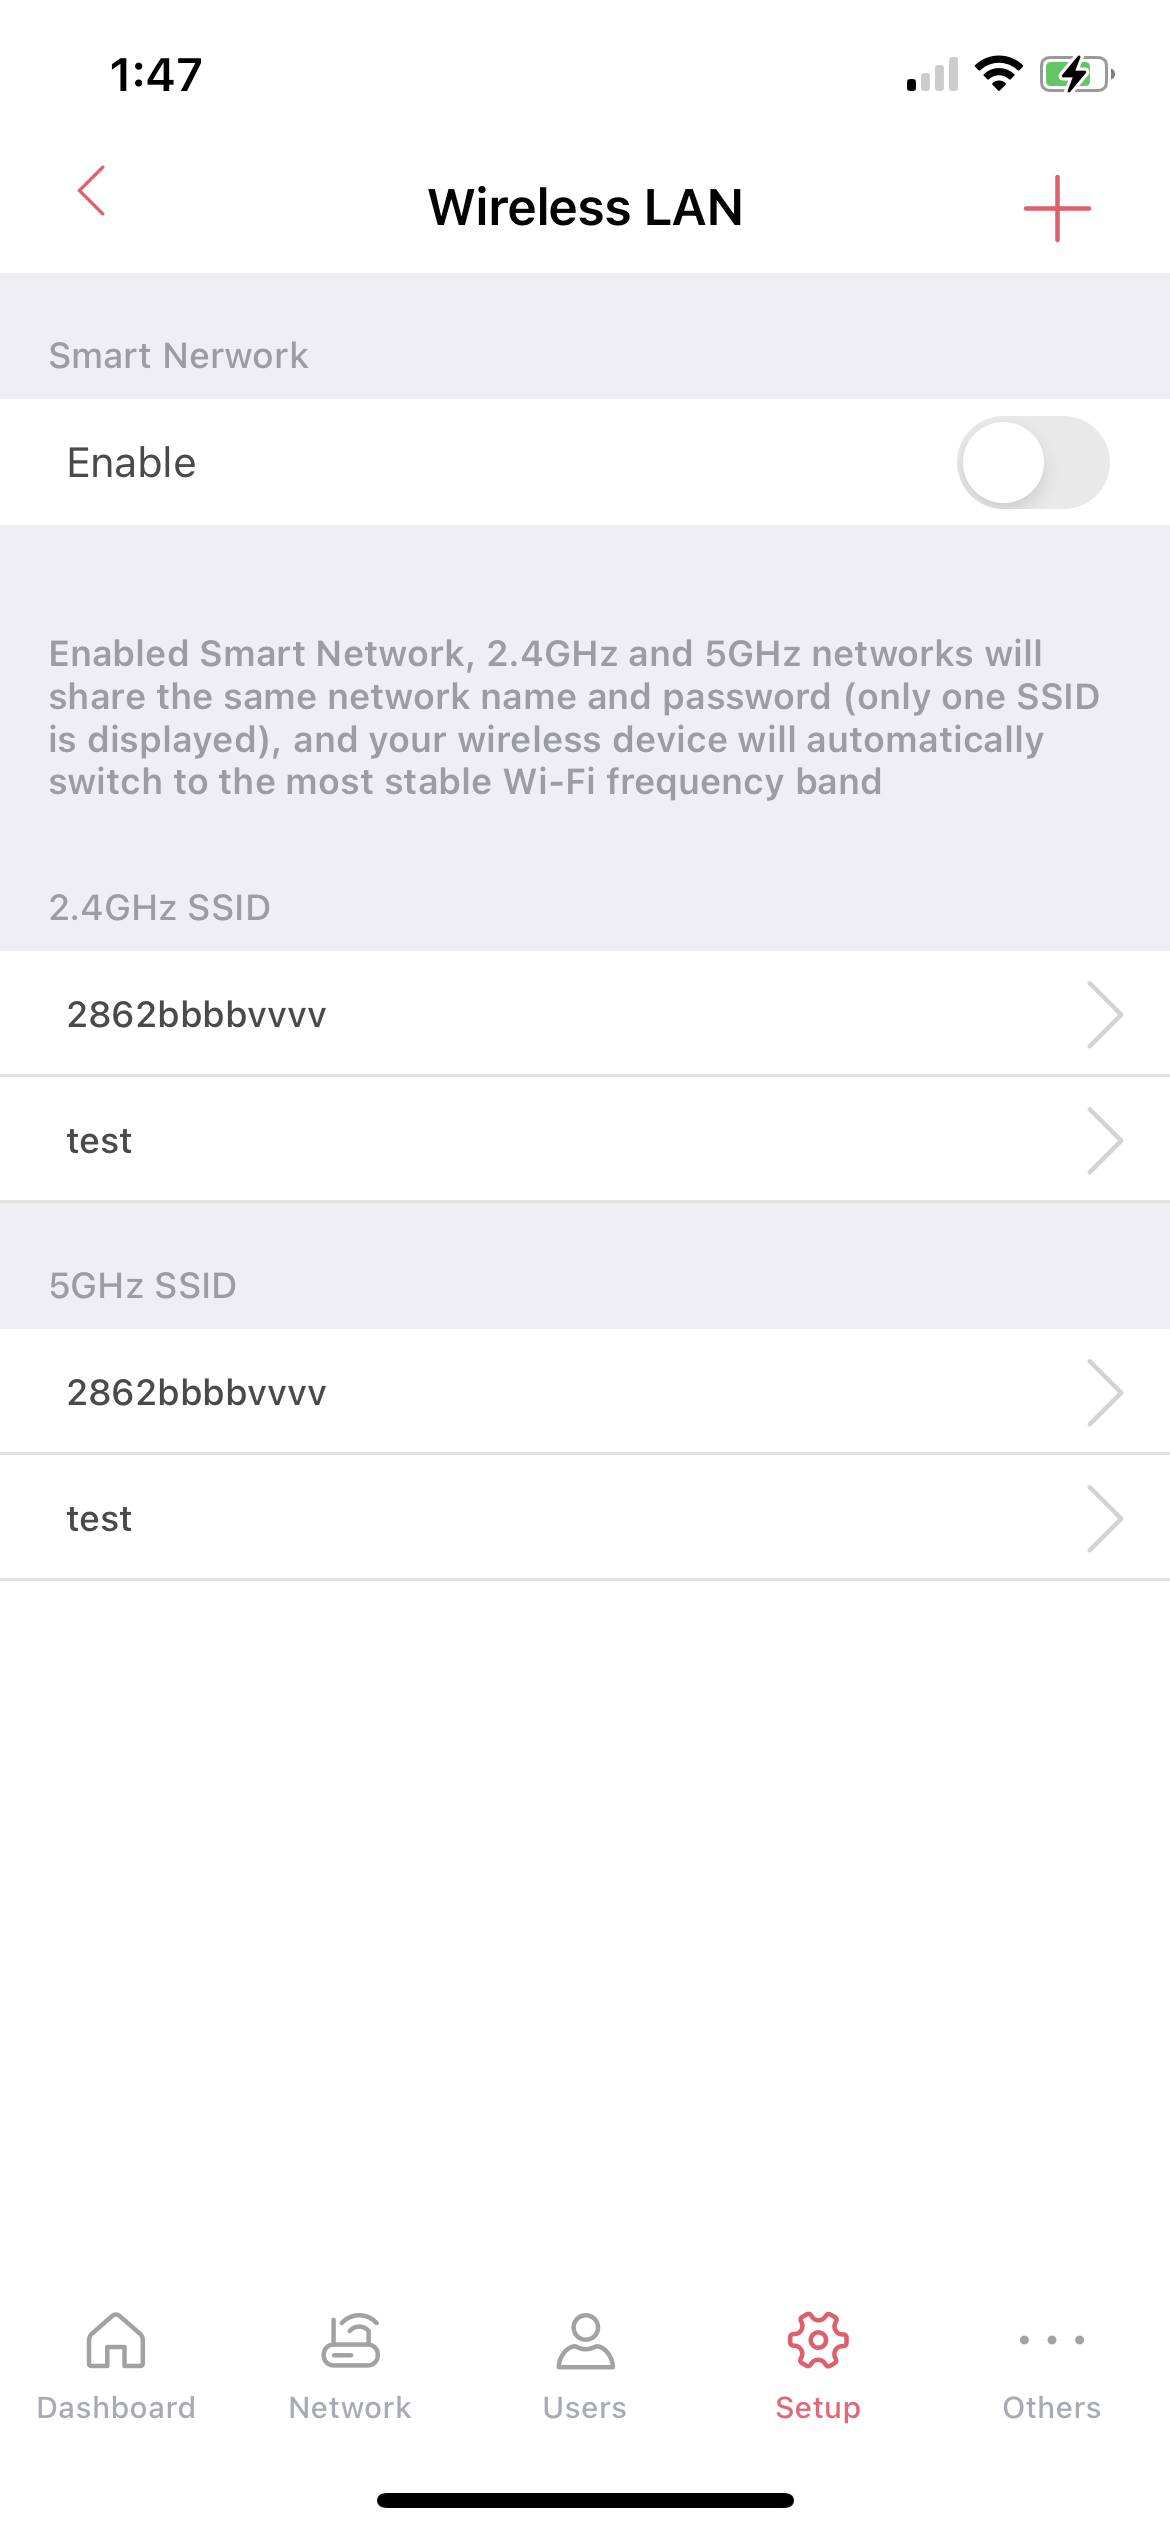 1:47
Wireless LAN
Smart Nerwork
Enable
Enabled Smart Network, 2.4GHz and 5GHz networks will
share the same network name and password (only one SSID
is displayed), and your wireless device will automatically
switch to the most stable Wi-Fi frequency band
2.4GHz SSID
2862bbbbvvvv
test
5GHz SSID
2862bbbbvvvv
test
Dashboard
Network
Users
Setup
Others